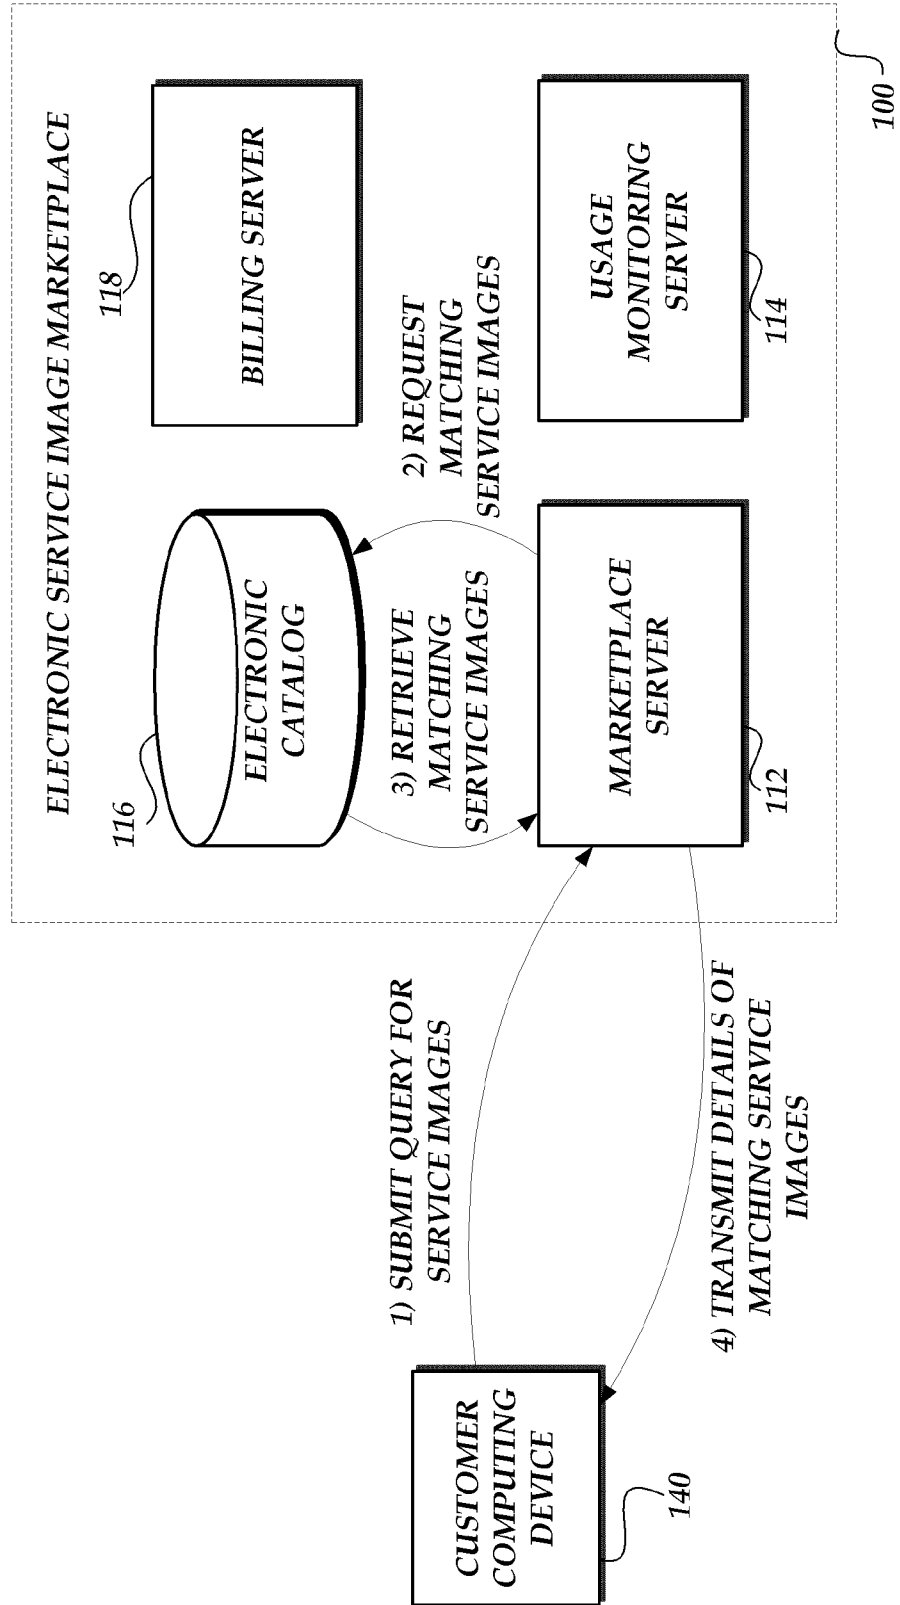 ELECTRONIC SERVICE IMAGE MARKETPLACE
116
ELECTRONIC
CATALOG
118
BILLING SERVER
1) SUBMIT QUERY FOR
SERVICE IMAGES
3) RETRIEVE
MATCHING
SERVICE IMAGES
2) REQUEST
MATCHING
SERVICE IMAGES
CUSTOMER
COMPUTING
DEVICE
140
MARKETPLACE
SERVER
112
USAGE
MONITORING
SERVER
114
4) TRANSMIT DETAILS OF
MATCHING SERVICE
IMAGES
100